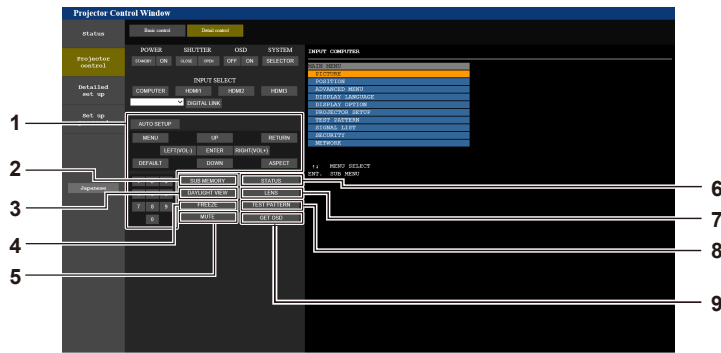 Projector Control Window
Status
Projector
control
Detailed
set up
Set up
Japanese
Basic control
Detail control
POWER SHUTTER OSD SYSTEM
STANDBY ON CLOSE OPEN OFF ON SELECTOR
INPUT SELECT
COMPUTER HDMI1 HDMI2 HDMI3
DIGITAL LINK
AUTO SETUP
MENU UP RETURN
LEFT(VOL-) ENTER RIGHT(VOL+)
DEFAULT DOWN ASPECT
SUB MEMORY STATUS
DAYLIGHT VIEW LENS
7 8 9 FREEZE TEST PATTERN
0 MUTE GET OSD
INPUT COMPUTER
MAIN MENU
PICTURE
POSITION
ADVANCED MENU
DISPLAY LANGUAGE
DISPLAY OPTION
PROJECTOR SETUP
TEST PATTERN
SIGNAL LIST
SECURITY
NETWORK
↑↓ MENU SELECT
ENT. SUB MENU
1
2
3
4
5
6
7
8
9